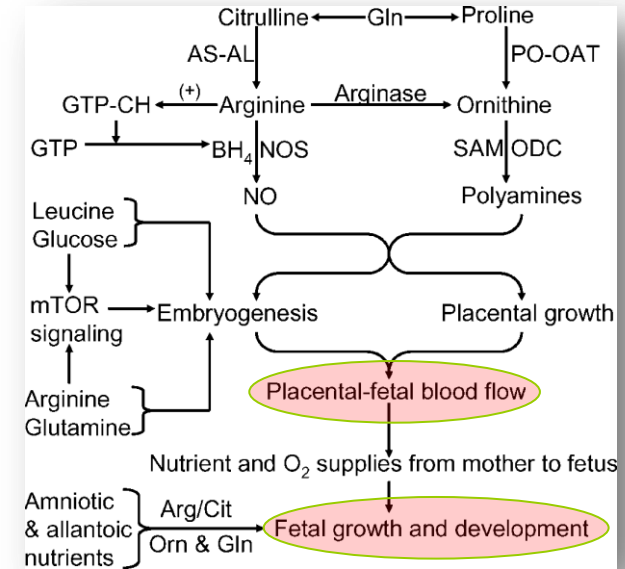 Citrulline Gln Proline
AS-AL PO-OAT
GTP-CH (+) Arginine Arginase Ornithine
GTP BH4 NOS SAM ODC
NO Polyamines
Leucine
Glucose
mTOR
signaling
Embryogenesis Placental growth
Arginine
Glutamine
Placental-fetal blood flow
Nutrient and O2 supplies from mother to fetus
Amniotic
& allantoic
nutrients
Arg/Cit
Orn & Gln
Fetal growth and development